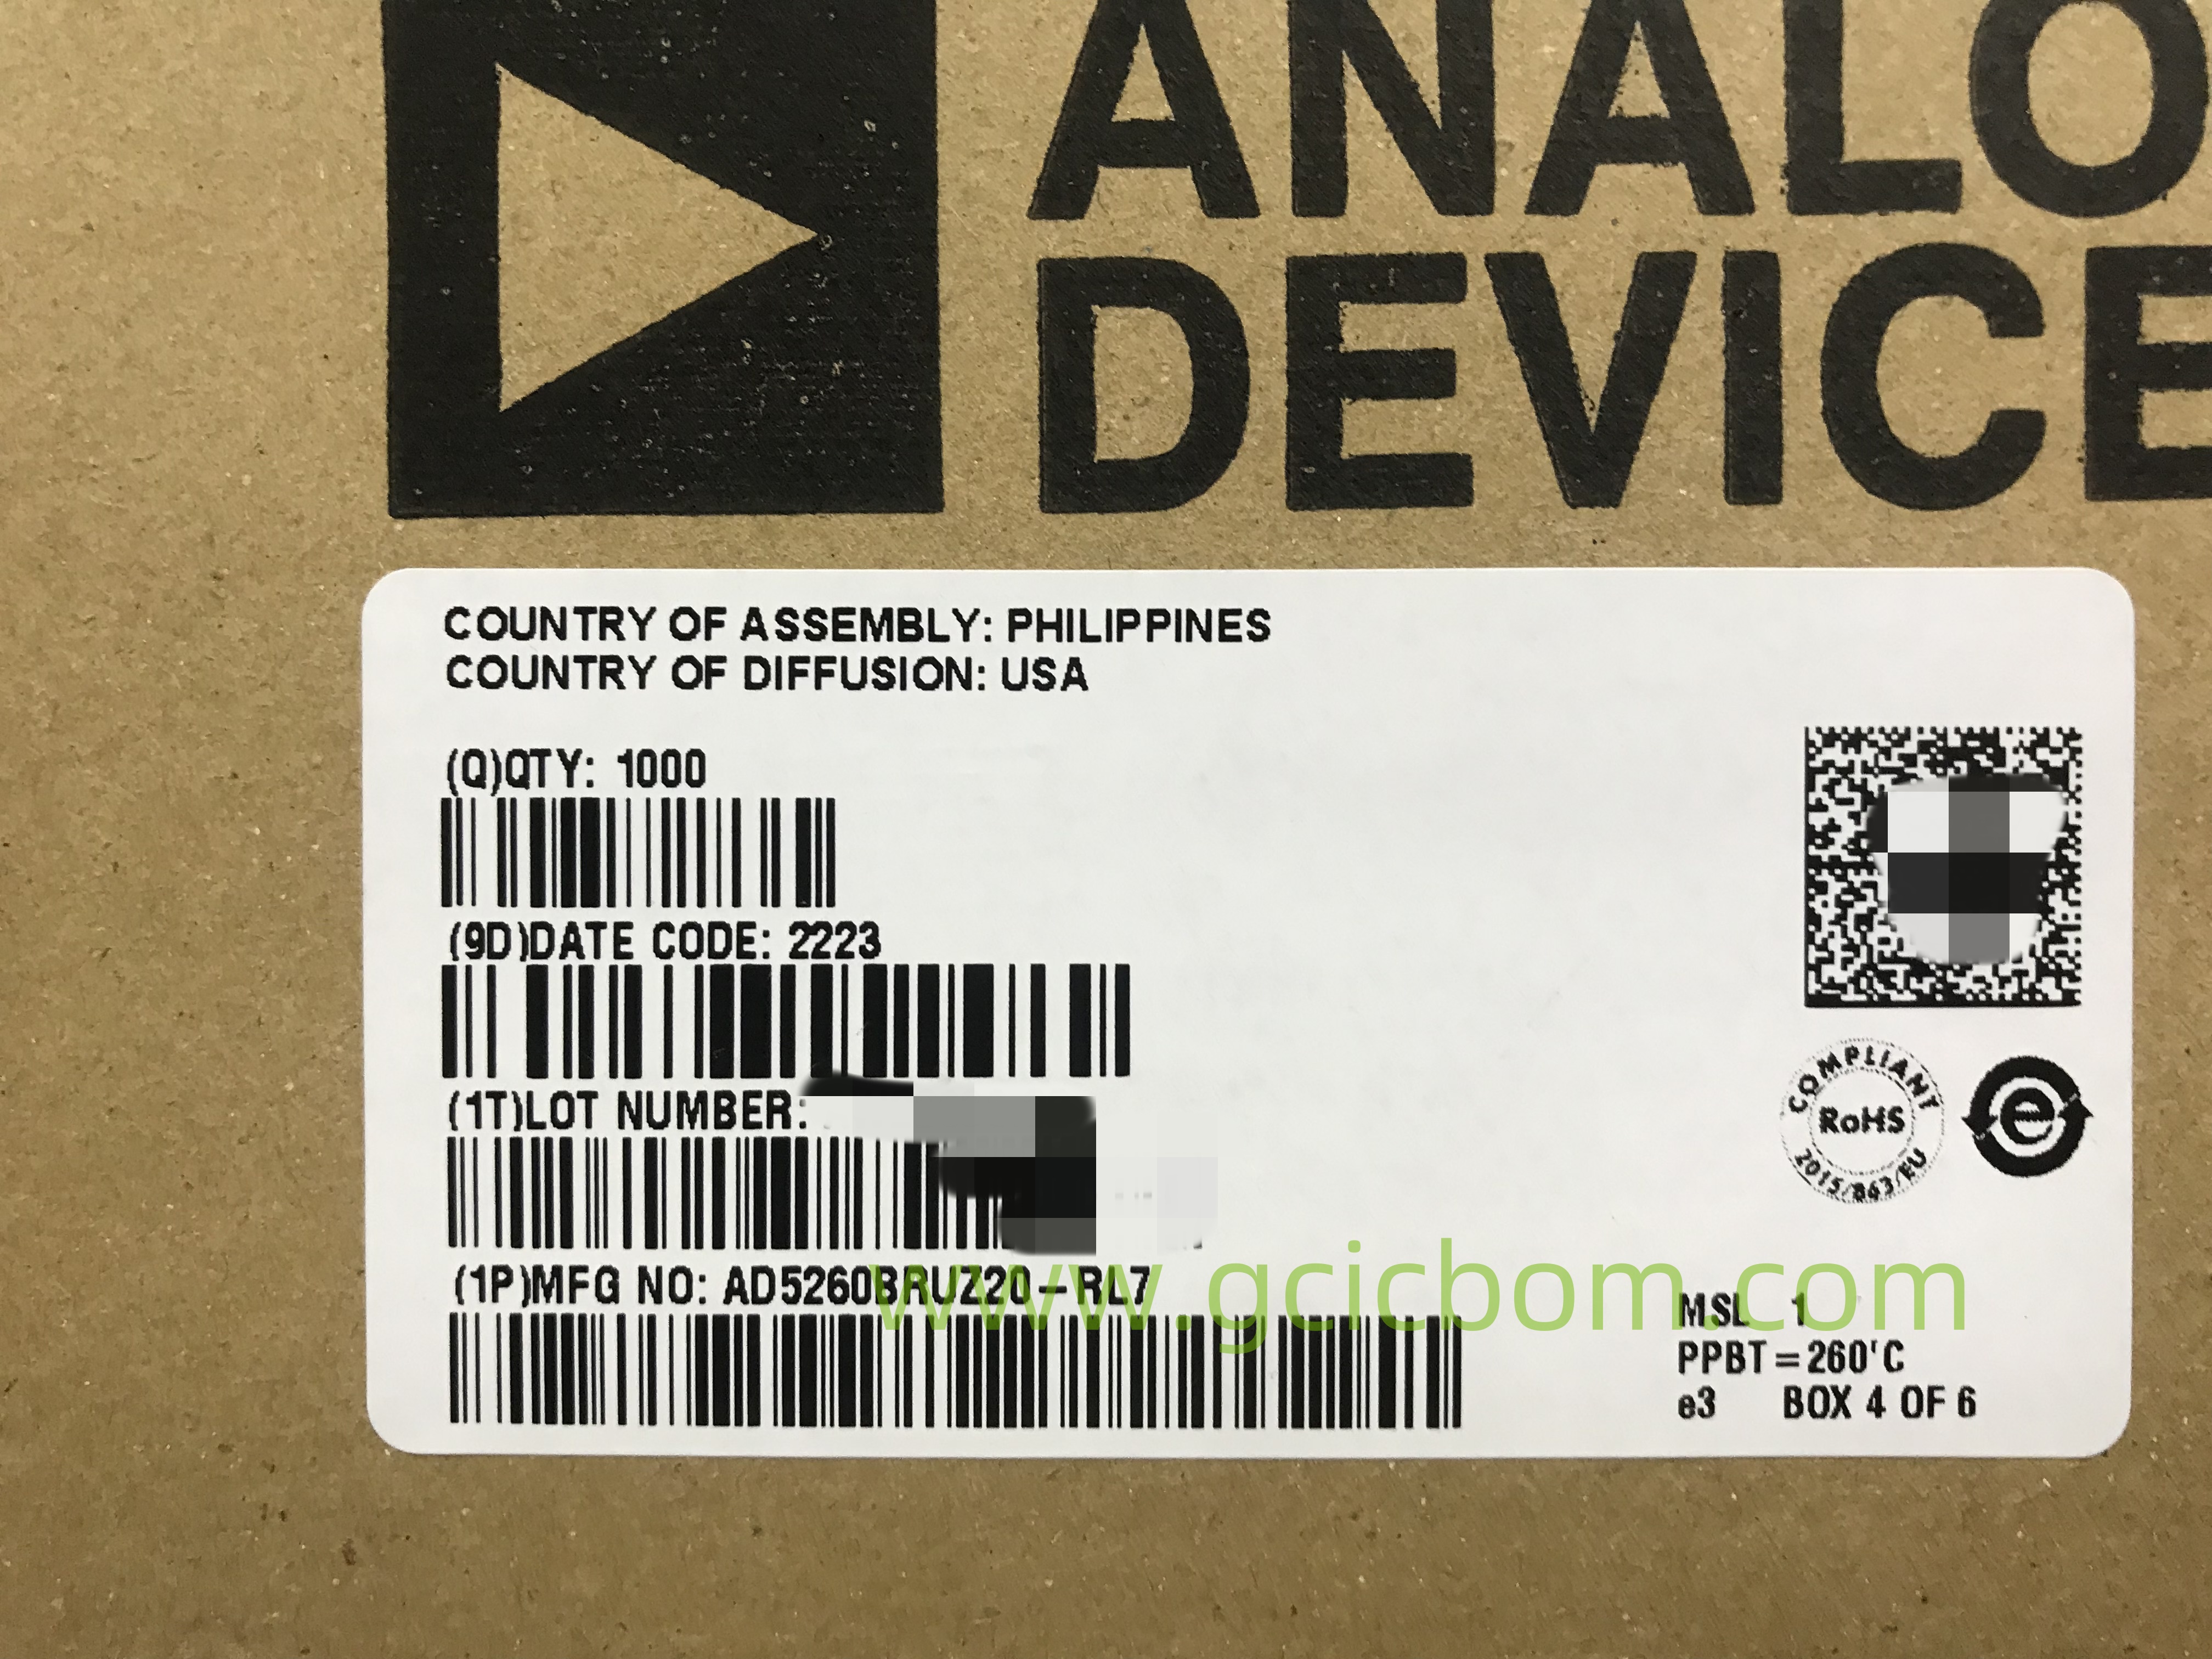 ANALO
DEVICE
COUNTRY OF ASSEMBLY: PHILIPPINES
COUNTRY OF DIFFUSION: USA
(Q)QTY: 1000
(9D)DATE CODE: 2223
(1T)LOT NUMBER:
(1P)MFG NO: AD5260BRUZ20-RL7
COMPLIANT
RoHS
2015/863/EU
e
www.gcicbom.com
MSL 1
PPBT=260'C
e3 BOX 4 OF 6